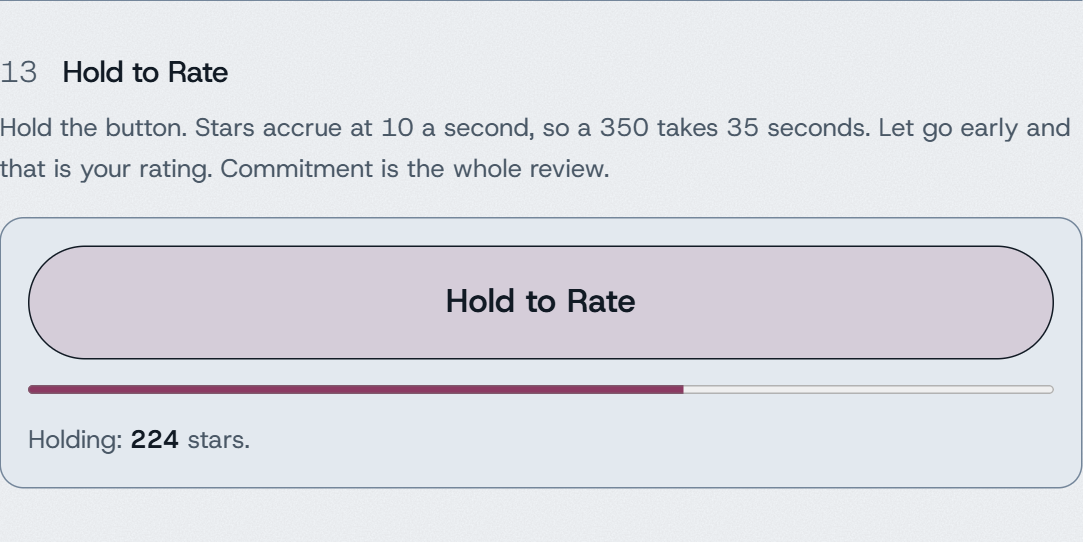 13 Hold to Rate
Hold the button. Stars accrue at 10 a second, so a 350 takes 35 seconds. Let go early and
that is your rating. Commitment is the whole review.
Hold to Rate
Holding: 224 stars.